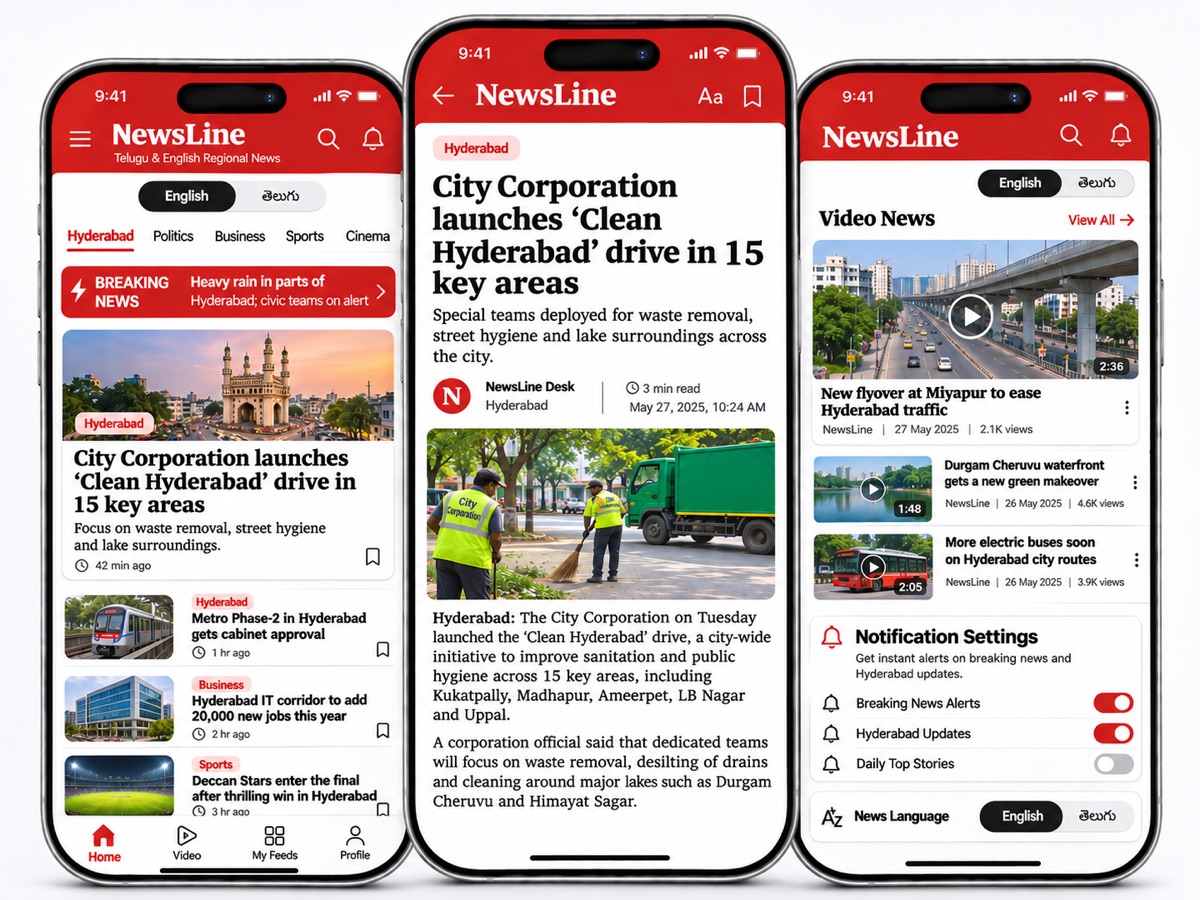 9:41
NewsLine
Telugu & English Regional News
English
తెలుగు
Hyderabad
Politics
Business
Sports
Cinema
BREAKING
NEWS
Heavy rain in parts of
Hyderabad; civic teams on alert
Hyderabad
City Corporation launches
‘Clean Hyderabad’ drive in
15 key areas
Focus on waste removal, street hygiene
and lake surroundings.
42 min ago
Hyderabad
Metro Phase-2 in Hyderabad
gets cabinet approval
1 hr ago
Business
Hyderabad IT corridor to add
20,000 new jobs this year
2 hr ago
Sports
Deccan Stars enter the final
after thrilling win in Hyderabad
3 hr ago
Home
Video
My Feeds
Profile
9:41
NewsLine
Aa
Hyderabad
City Corporation
launches ‘Clean
Hyderabad’ drive in 15
key areas
Special teams deployed for waste removal,
street hygiene and lake surroundings across
the city.
N
NewsLine Desk
Hyderabad
3 min read
May 27, 2025, 10:24 AM
City
Corporation
Hyderabad: The City Corporation on Tuesday
launched the ‘Clean Hyderabad’ drive, a city-wide
initiative to improve sanitation and public
hygiene across 15 key areas, including
Kukatpally, Madhapur, Ameerpet, LB Nagar
and Uppal.
A corporation official said that dedicated teams
will focus on waste removal, desilting of drains
and cleaning around major lakes such as Durgam
Cheruvu and Himayat Sagar.
9:41
NewsLine
English
తెలుగు
Video News
View All →
2:36
New flyover at Miyapur to ease
Hyderabad traffic
NewsLine | 27 May 2025 | 2.1K views
1:48
Durgam Cheruvu waterfront
gets a new green makeover
NewsLine | 26 May 2025 | 4.6K views
2:05
More electric buses soon
on Hyderabad city routes
NewsLine | 26 May 2025 | 3.9K views
Notification Settings
Get instant alerts on breaking news and
Hyderabad updates.
Breaking News Alerts
Hyderabad Updates
Daily Top Stories
News Language
English
తెలుగు